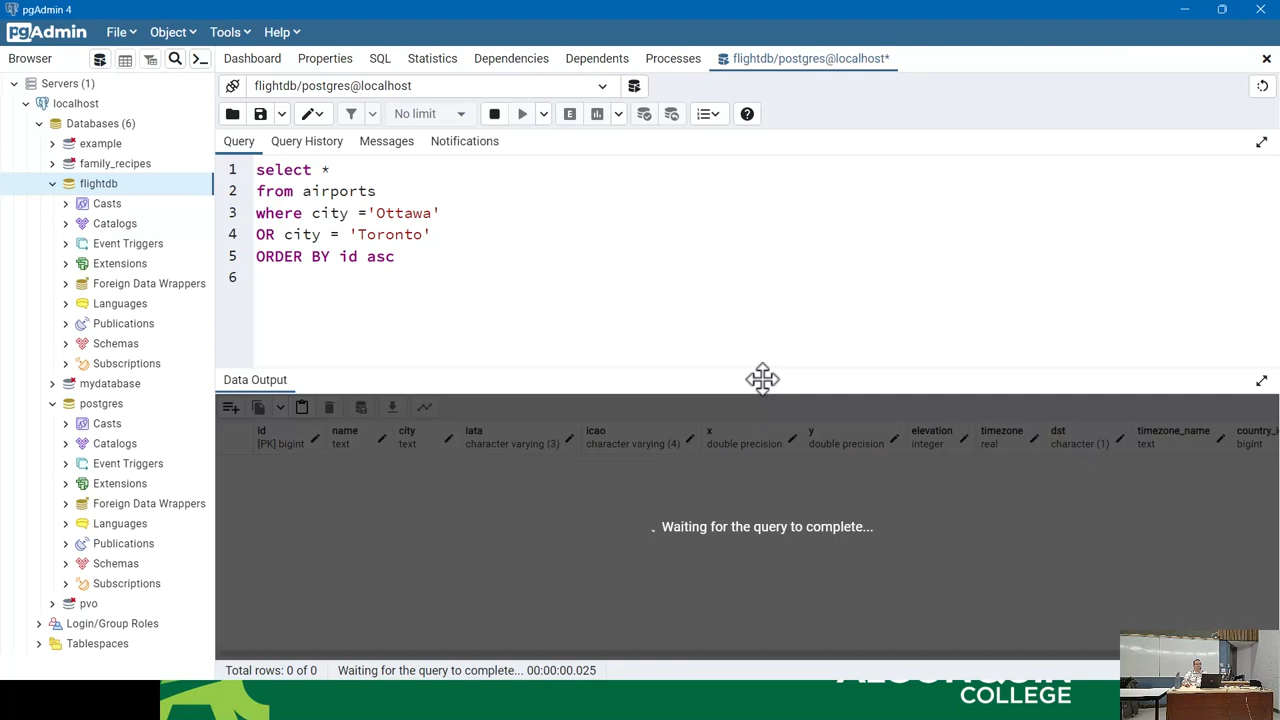 pgAdmin 4
pgAdmin File Object Tools Help
Browser
Dashboard Properties SQL Statistics Dependencies Dependents Processes flightdb/postgres@localhost*
flightdb/postgres@localhost
No limit
Query Query History Messages Notifications
Servers (1)
localhost
Databases (6)
example
family_recipes
flightdb
Casts
Catalogs
Event Triggers
Extensions
Foreign Data Wrappers
Languages
Publications
Schemas
Subscriptions
mydatabase
postgres
Casts
Catalogs
Event Triggers
Extensions
Foreign Data Wrappers
Languages
Publications
Schemas
Subscriptions
pvo
Login/Group Roles
Tablespaces
1 select *
2 from airports
3 where city ='Ottawa'
4 OR city = 'Toronto'
5 ORDER BY id asc
6
Data Output
id name city iata icao x y elevation timezone dst timezone_name
[PK] bigint text text character varying (3) character varying (4) double precision double precision integer real character (1) text bigint
Waiting for the query to complete...
Total rows: 0 of 0 Waiting for the query to complete... 00:00:00.025
COLLEGE